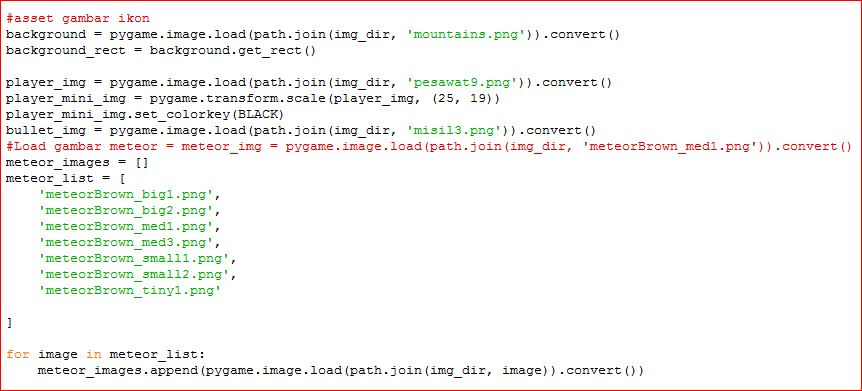 #asset gambar ikon
background = pygame.image.load(path.join(img_dir, 'mountains.png')).convert()
background_rect = background.get_rect()

player_img = pygame.image.load(path.join(img_dir, 'pesawat9.png')).convert()
player_mini_img = pygame.transform.scale(player_img, (25, 19))
player_mini_img.set_colorkey(BLACK)
bullet_img = pygame.image.load(path.join(img_dir, 'misil3.png')).convert()
#Load gambar meteor = meteor_img = pygame.image.load(path.join(img_dir, 'meteorBrown_med1.png')).convert()
meteor_images = []
meteor_list = [
    'meteorBrown_big1.png',
    'meteorBrown_big2.png',
    'meteorBrown_med1.png',
    'meteorBrown_med3.png',
    'meteorBrown_small1.png',
    'meteorBrown_small2.png',
    'meteorBrown_tiny1.png'

]

for image in meteor_list:
    meteor_images.append(pygame.image.load(path.join(img_dir, image)).convert())